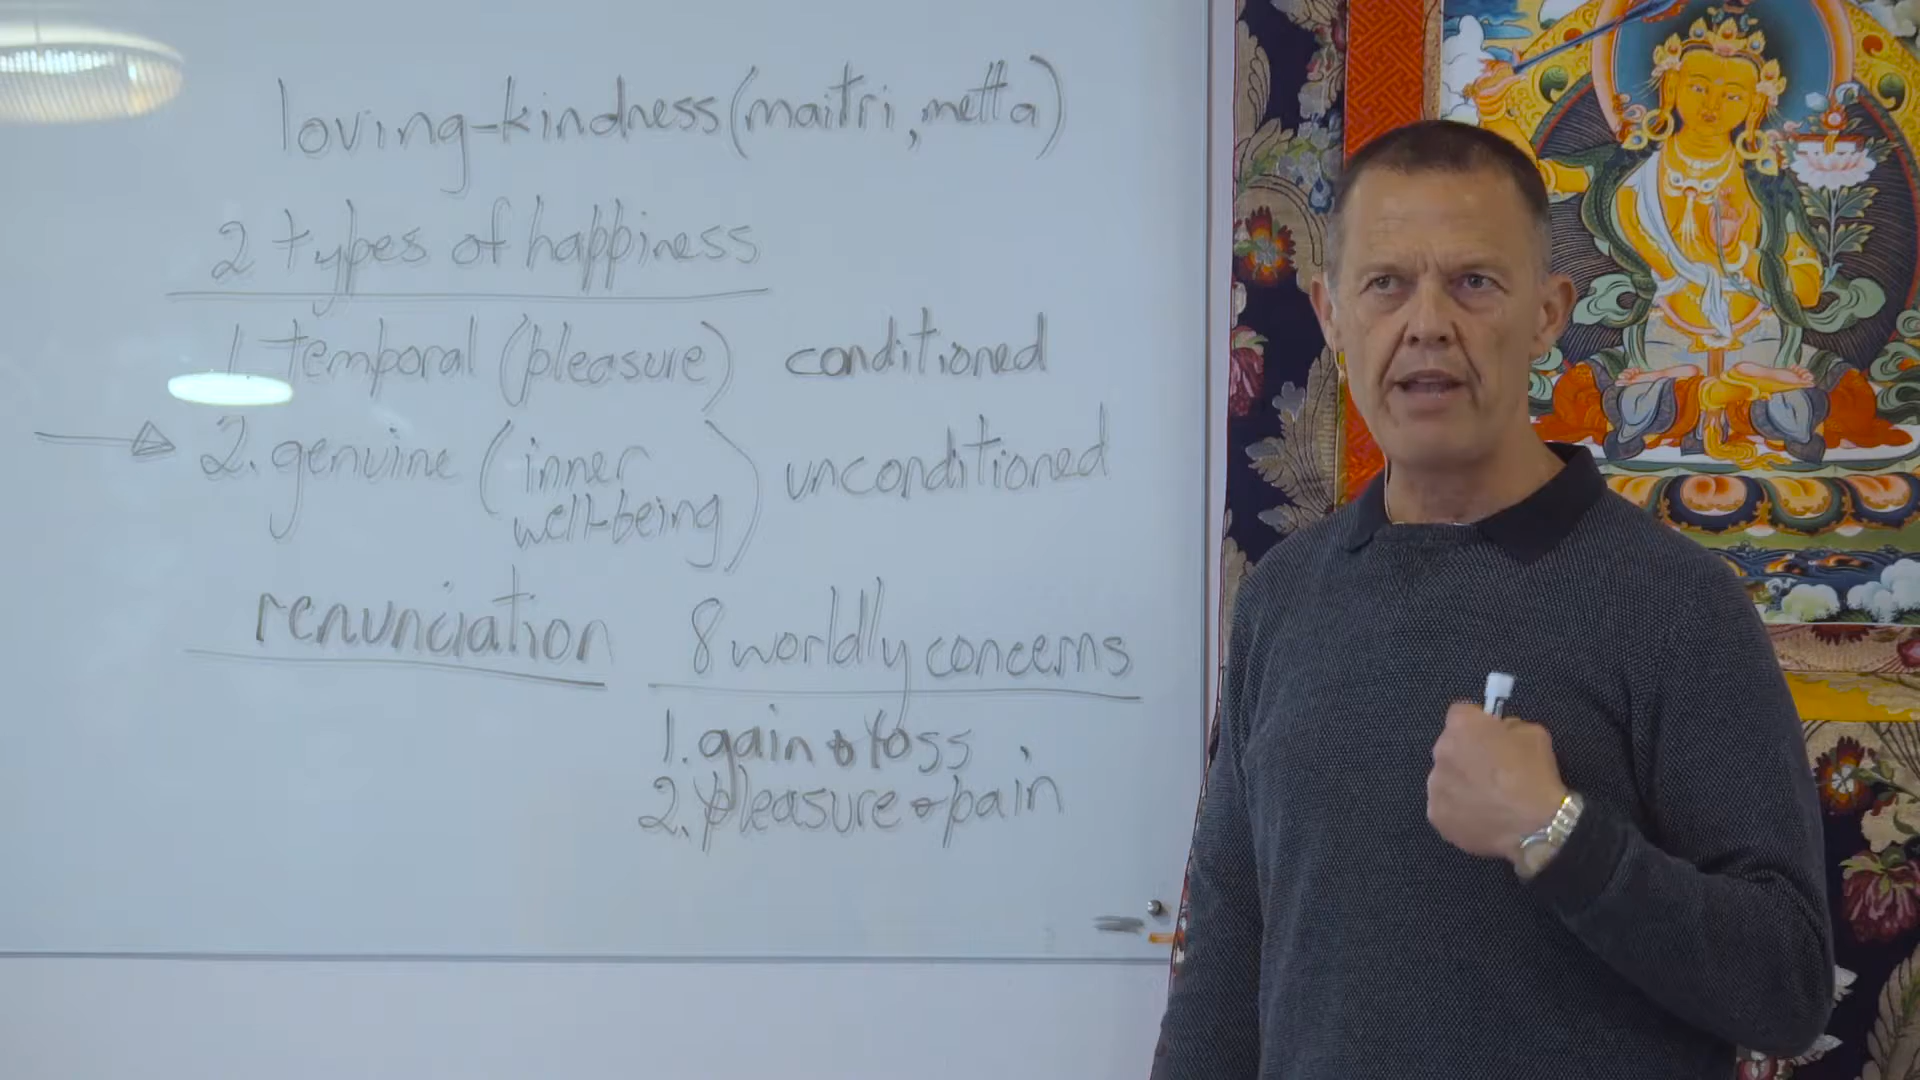 loving-kindness (maitri, metta)
2 types of happiness
1. temporal (pleasure) conditioned
2. genuine (inner well-being) unconditioned
renunciation
8 worldly concerns
1. gain & loss
2. pleasure & pain